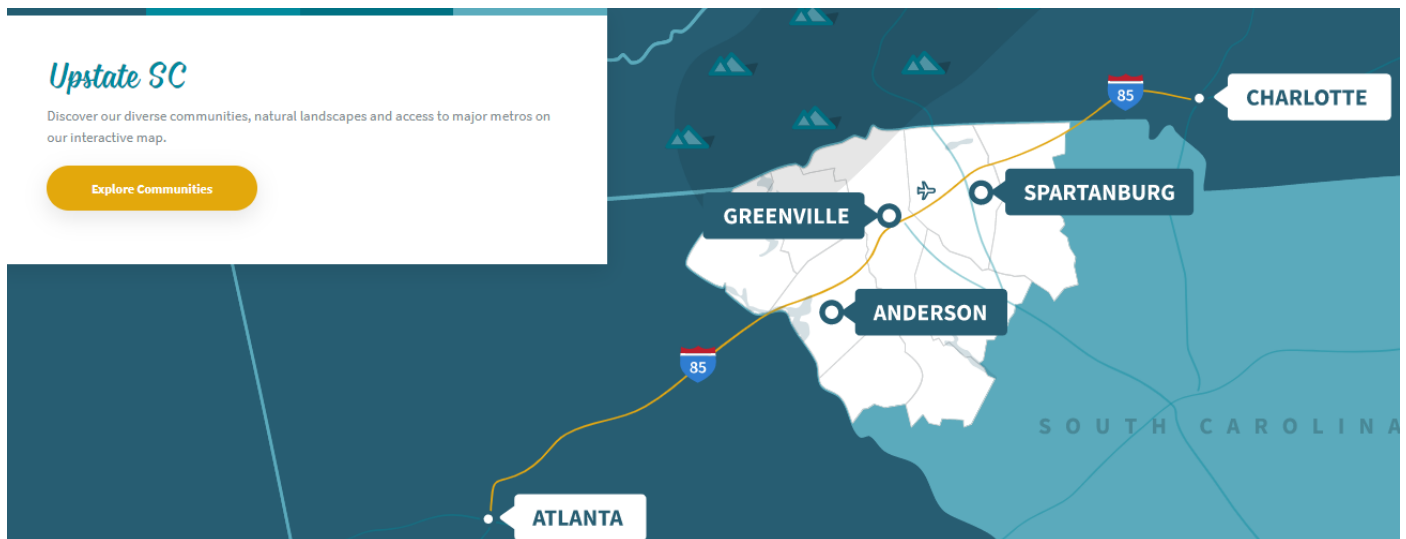 Upstate SC
Discover our diverse communities, natural landscapes and access to major metros on
our interactive map.
Explore Communities
85
CHARLOTTE
SPARTANBURG
GREENVILLE
ANDERSON
85
SOUTH CAROLINA
ATLANTA